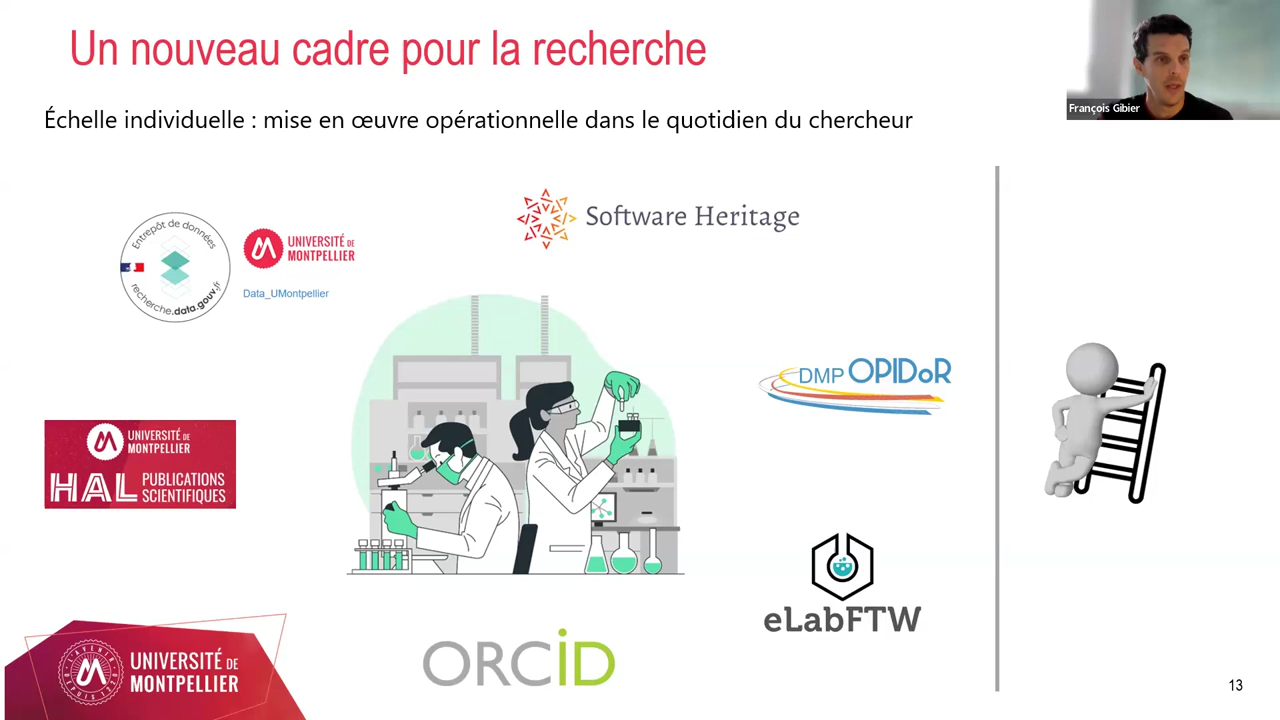 Un nouveau cadre pour la recherche
François Gibier
Échelle individuelle : mise en œuvre opérationnelle dans le quotidien du chercheur
Software Heritage
Entrepôt de données
recherche.data.gouv.fr
UNIVERSITÉ DE
MONTPELLIER
Data_UMontpellier
DMP OPIDoR
UNIVERSITÉ DE
MONTPELLIER
HAL PUBLICATIONS
SCIENTIFIQUES
eLabFTW
ORCiD
UNIVERSITÉ DE
MONTPELLIER
13